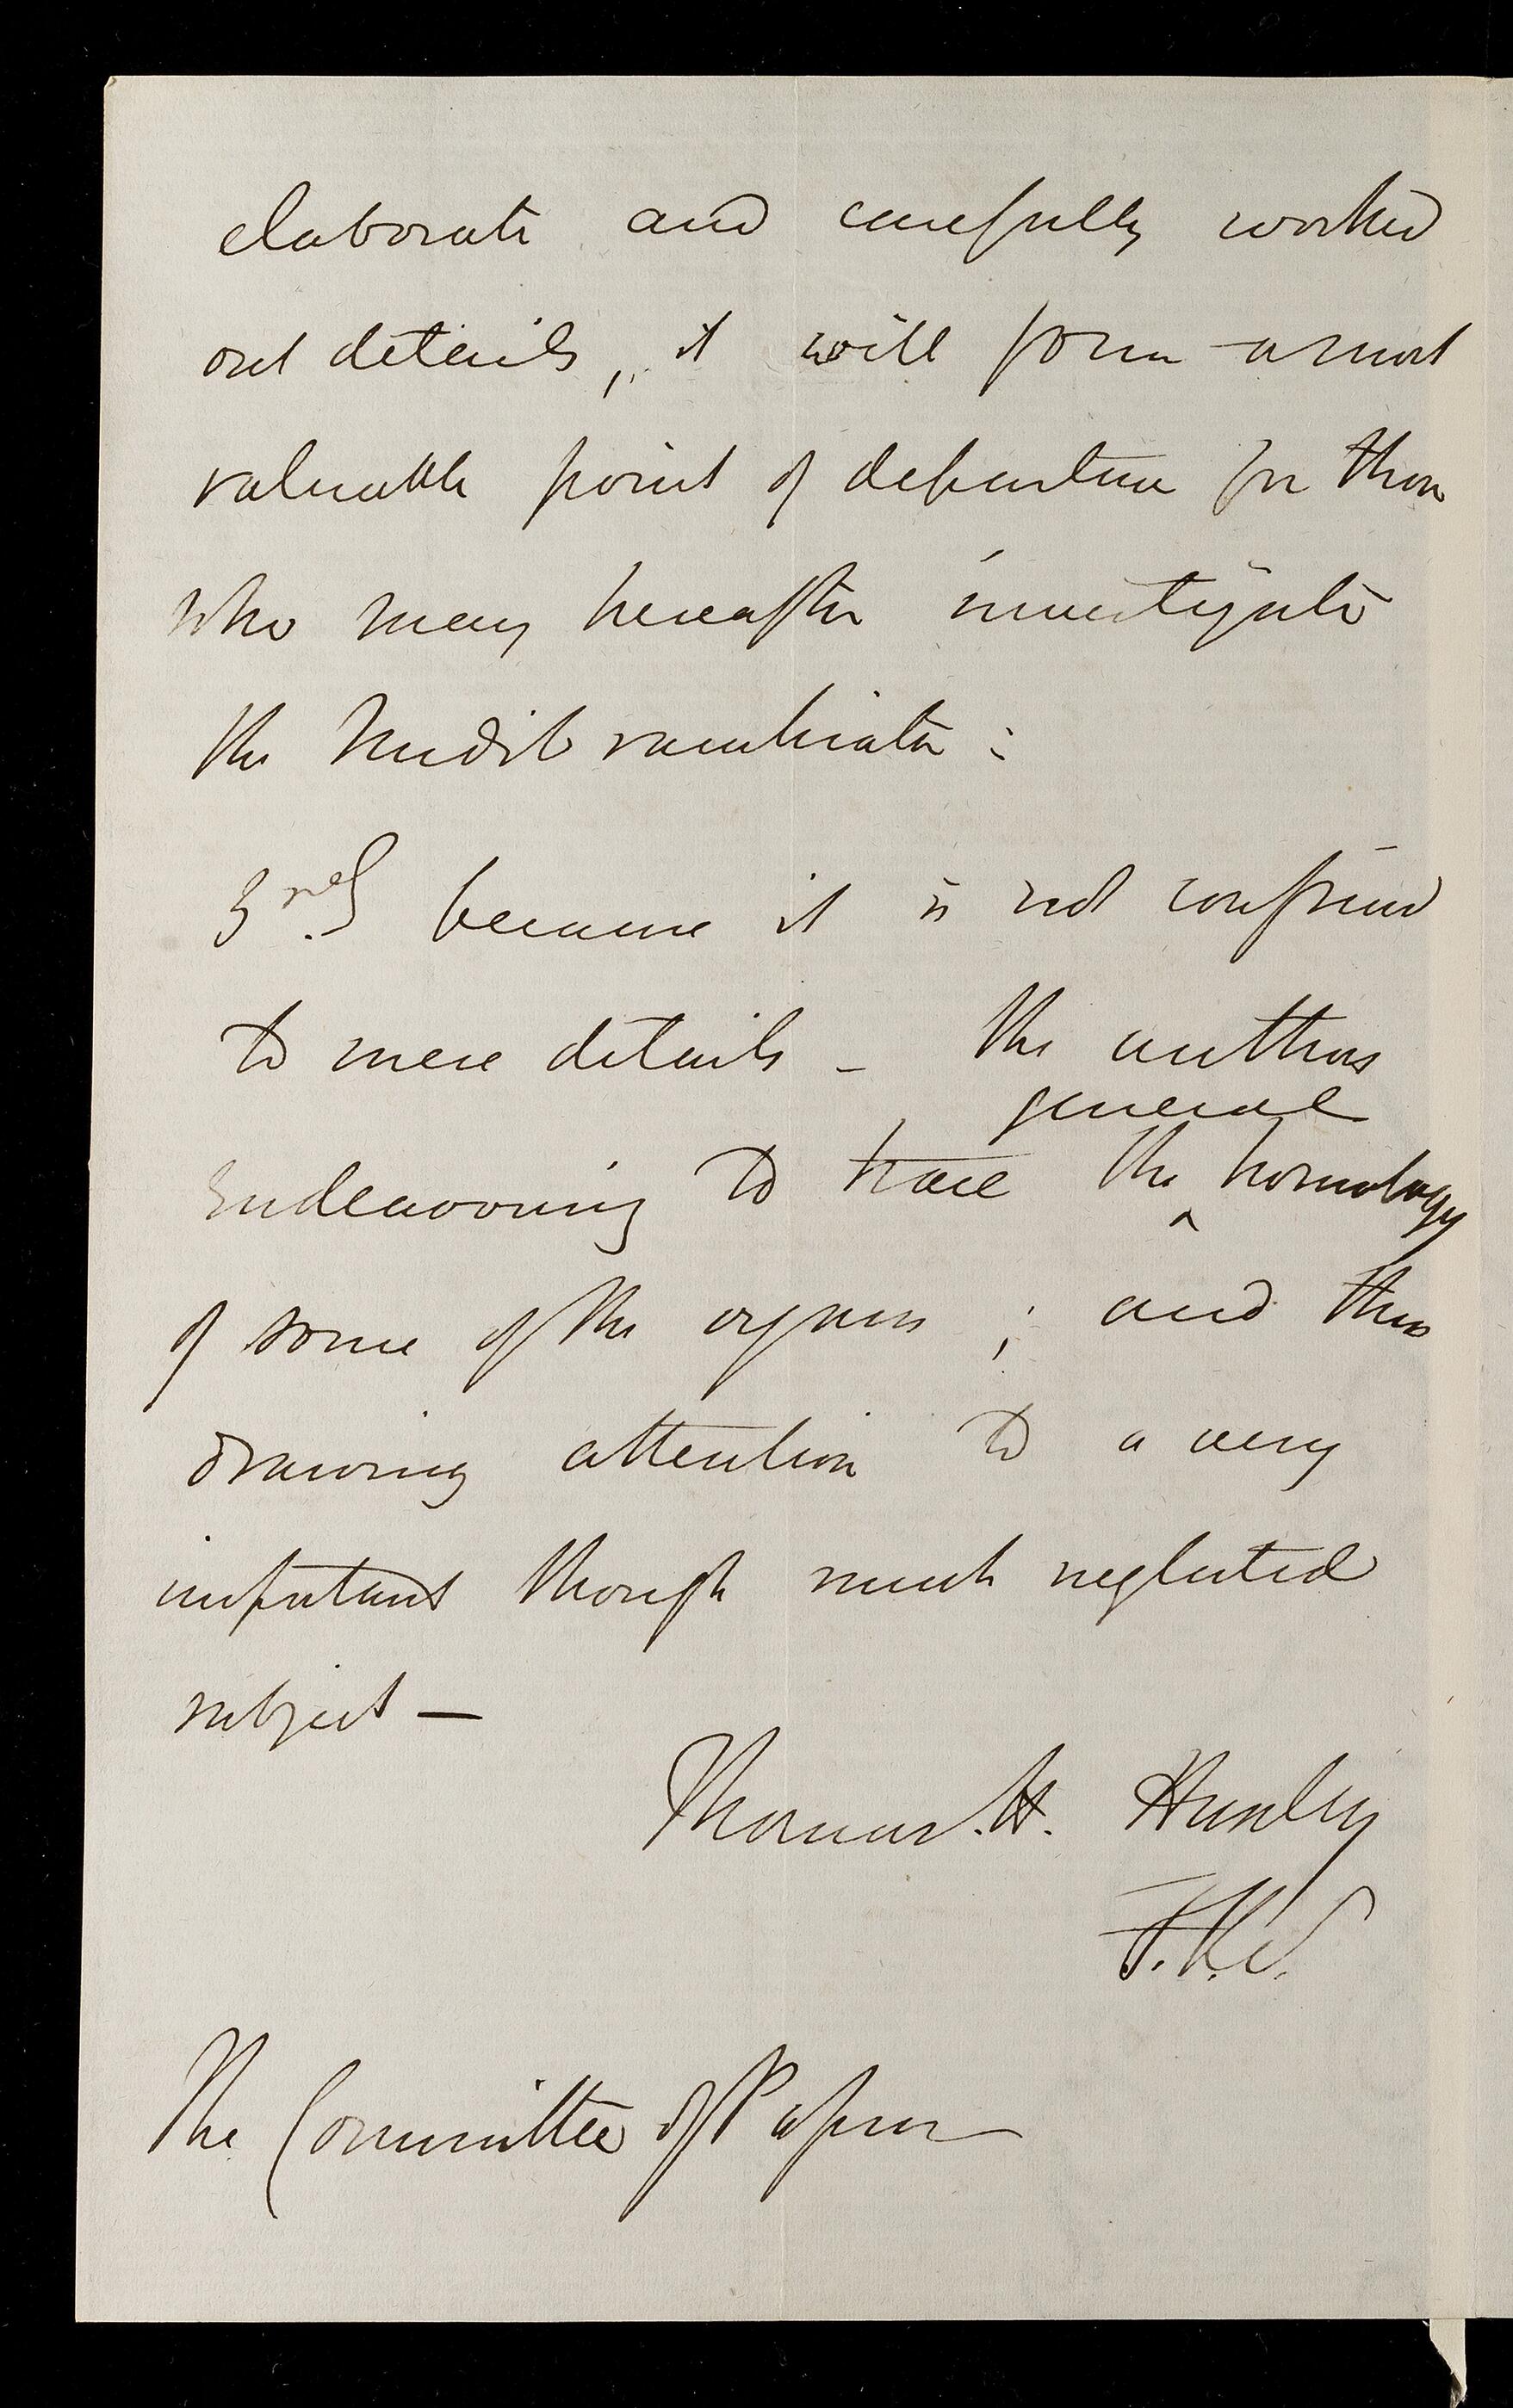 elaborate and carefully worked
out details, it will form a most
valuable point of departure for those
who may hereafter investigate
the Nudibranchiata:
3rd because it is not confined
to mere details - the authors
general
endeavouring to trace the ^ homology
of some of the organs; and thus
drawing attention to a very
important though much neglected
subject —
Thomas. H. Huxley
F.R.S.
The Committee of Papers